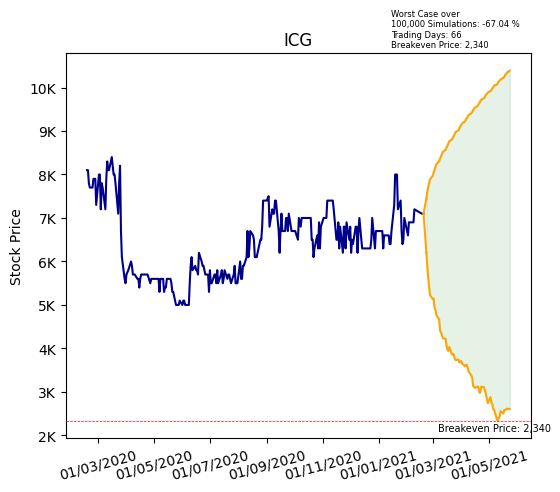 Worst Case over
100,000 Simulations: -67.04 %
Trading Days: 66
Breakeven Price: 2,340
ICG
Stock Price
10K
9K
8K
7K
6K
5K
4K
3K
2K
Breakeven Price: 2,340
01/03/2020
01/05/2020
01/07/2020
01/09/2020
01/11/2020
01/01/2021
01/03/2021
01/05/2021